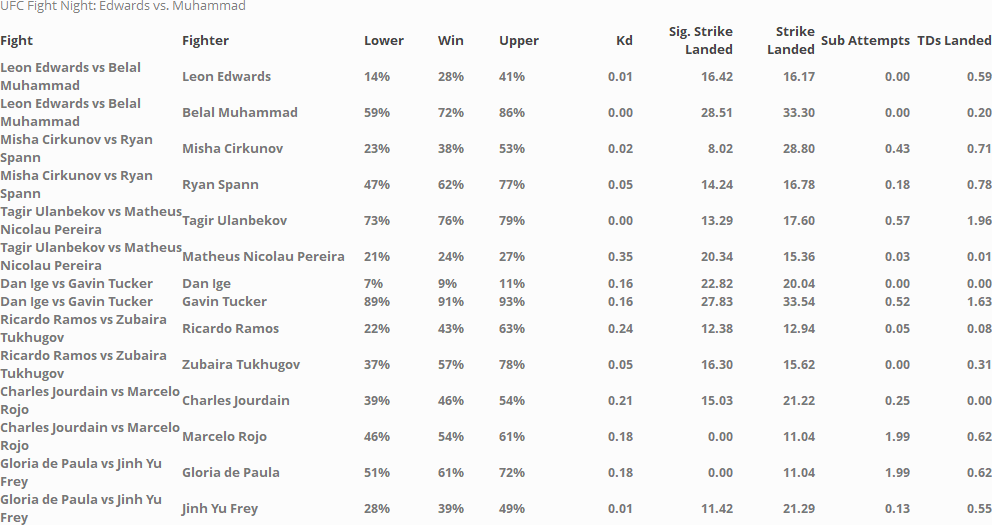 UFC Fight Night: Edwards vs. Muhammad
Fight Fighter Lower Win Upper Kd Sig. Strike Landed Strike Landed Sub Attempts TDs Landed
Leon Edwards vs Belal Muhammad Leon Edwards 14% 28% 41% 0.01 16.42 16.17 0.00 0.59
Leon Edwards vs Belal Muhammad Belal Muhammad 59% 72% 86% 0.00 28.51 33.30 0.00 0.20
Misha Cirkunov vs Ryan Spann Misha Cirkunov 23% 38% 53% 0.02 8.02 28.80 0.43 0.71
Misha Cirkunov vs Ryan Spann Ryan Spann 47% 62% 77% 0.05 14.24 16.78 0.18 0.78
Tagir Ulanbekov vs Matheus Nicolau Pereira Tagir Ulanbekov 73% 76% 79% 0.00 13.29 17.60 0.57 1.96
Tagir Ulanbekov vs Matheus Nicolau Pereira Matheus Nicolau Pereira 21% 24% 27% 0.35 20.34 15.36 0.03 0.01
Dan Ige vs Gavin Tucker Dan Ige 7% 9% 11% 0.16 22.82 20.04 0.00 0.00
Dan Ige vs Gavin Tucker Gavin Tucker 89% 91% 93% 0.16 27.83 33.54 0.52 1.63
Ricardo Ramos vs Zubaira Tukhugov Ricardo Ramos 22% 43% 63% 0.24 12.38 12.94 0.05 0.08
Ricardo Ramos vs Zubaira Tukhugov Zubaira Tukhugov 37% 57% 78% 0.05 16.30 15.62 0.00 0.31
Charles Jourdain vs Marcelo Rojo Charles Jourdain 39% 46% 54% 0.21 15.03 21.22 0.25 0.00
Charles Jourdain vs Marcelo Rojo Marcelo Rojo 46% 54% 61% 0.18 0.00 11.04 1.99 0.62
Gloria de Paula vs Jinh Yu Frey Gloria de Paula 51% 61% 72% 0.18 0.00 11.04 1.99 0.62
Gloria de Paula vs Jinh Yu Frey Jinh Yu Frey 28% 39% 49% 0.01 11.42 21.29 0.13 0.55